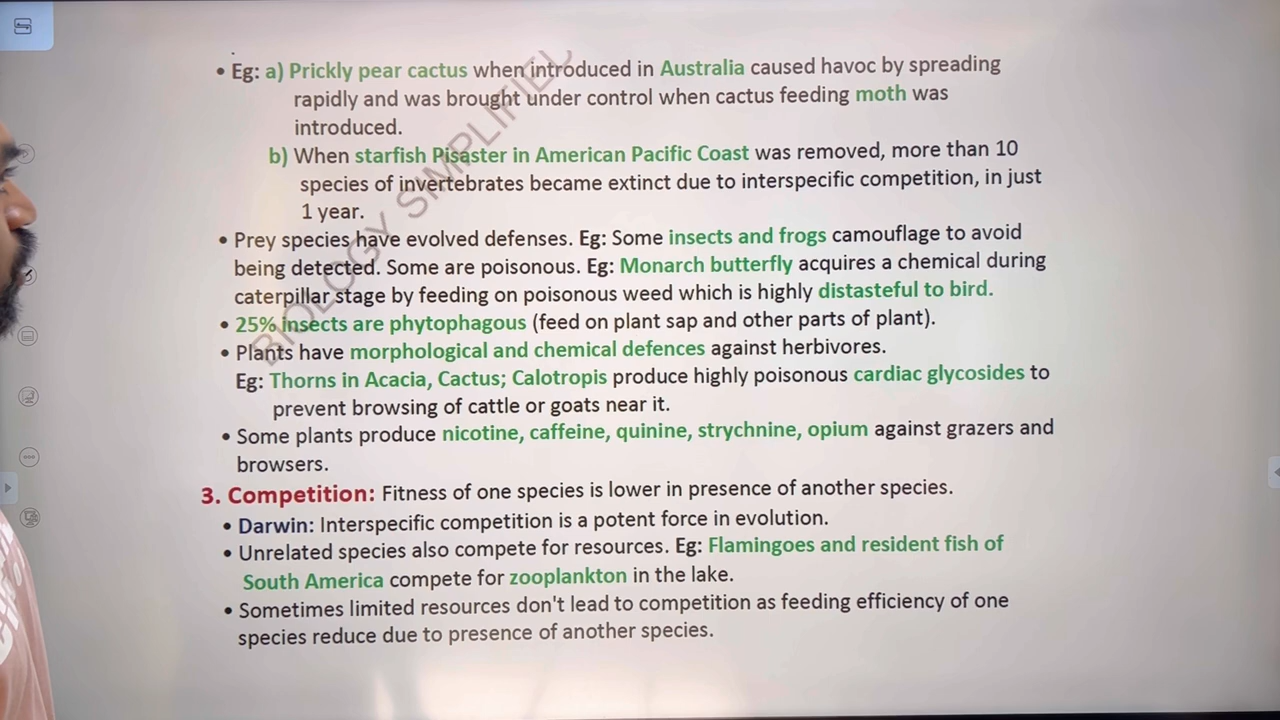 • Eg: a) Prickly pear cactus when introduced in Australia caused havoc by spreading
rapidly and was brought under control when cactus feeding moth was
introduced.
b) When starfish Pisaster in American Pacific Coast was removed, more than 10
species of invertebrates became extinct due to interspecific competition, in just
1 year.
• Prey species have evolved defenses. Eg: Some insects and frogs camouflage to avoid
being detected. Some are poisonous. Eg: Monarch butterfly acquires a chemical during
caterpillar stage by feeding on poisonous weed which is highly distasteful to bird.
• 25% insects are phytophagous (feed on plant sap and other parts of plant).
• Plants have morphological and chemical defences against herbivores.
Eg: Thorns in Acacia, Cactus; Calotropis produce highly poisonous cardiac glycosides to
prevent browsing of cattle or goats near it.
• Some plants produce nicotine, caffeine, quinine, strychnine, opium against grazers and
browsers.
3. Competition: Fitness of one species is lower in presence of another species.
• Darwin: Interspecific competition is a potent force in evolution.
• Unrelated species also compete for resources. Eg: Flamingoes and resident fish of
South America compete for zooplankton in the lake.
• Sometimes limited resources don't lead to competition as feeding efficiency of one
species reduce due to presence of another species.
BIOLOGY SIMPLIFIED